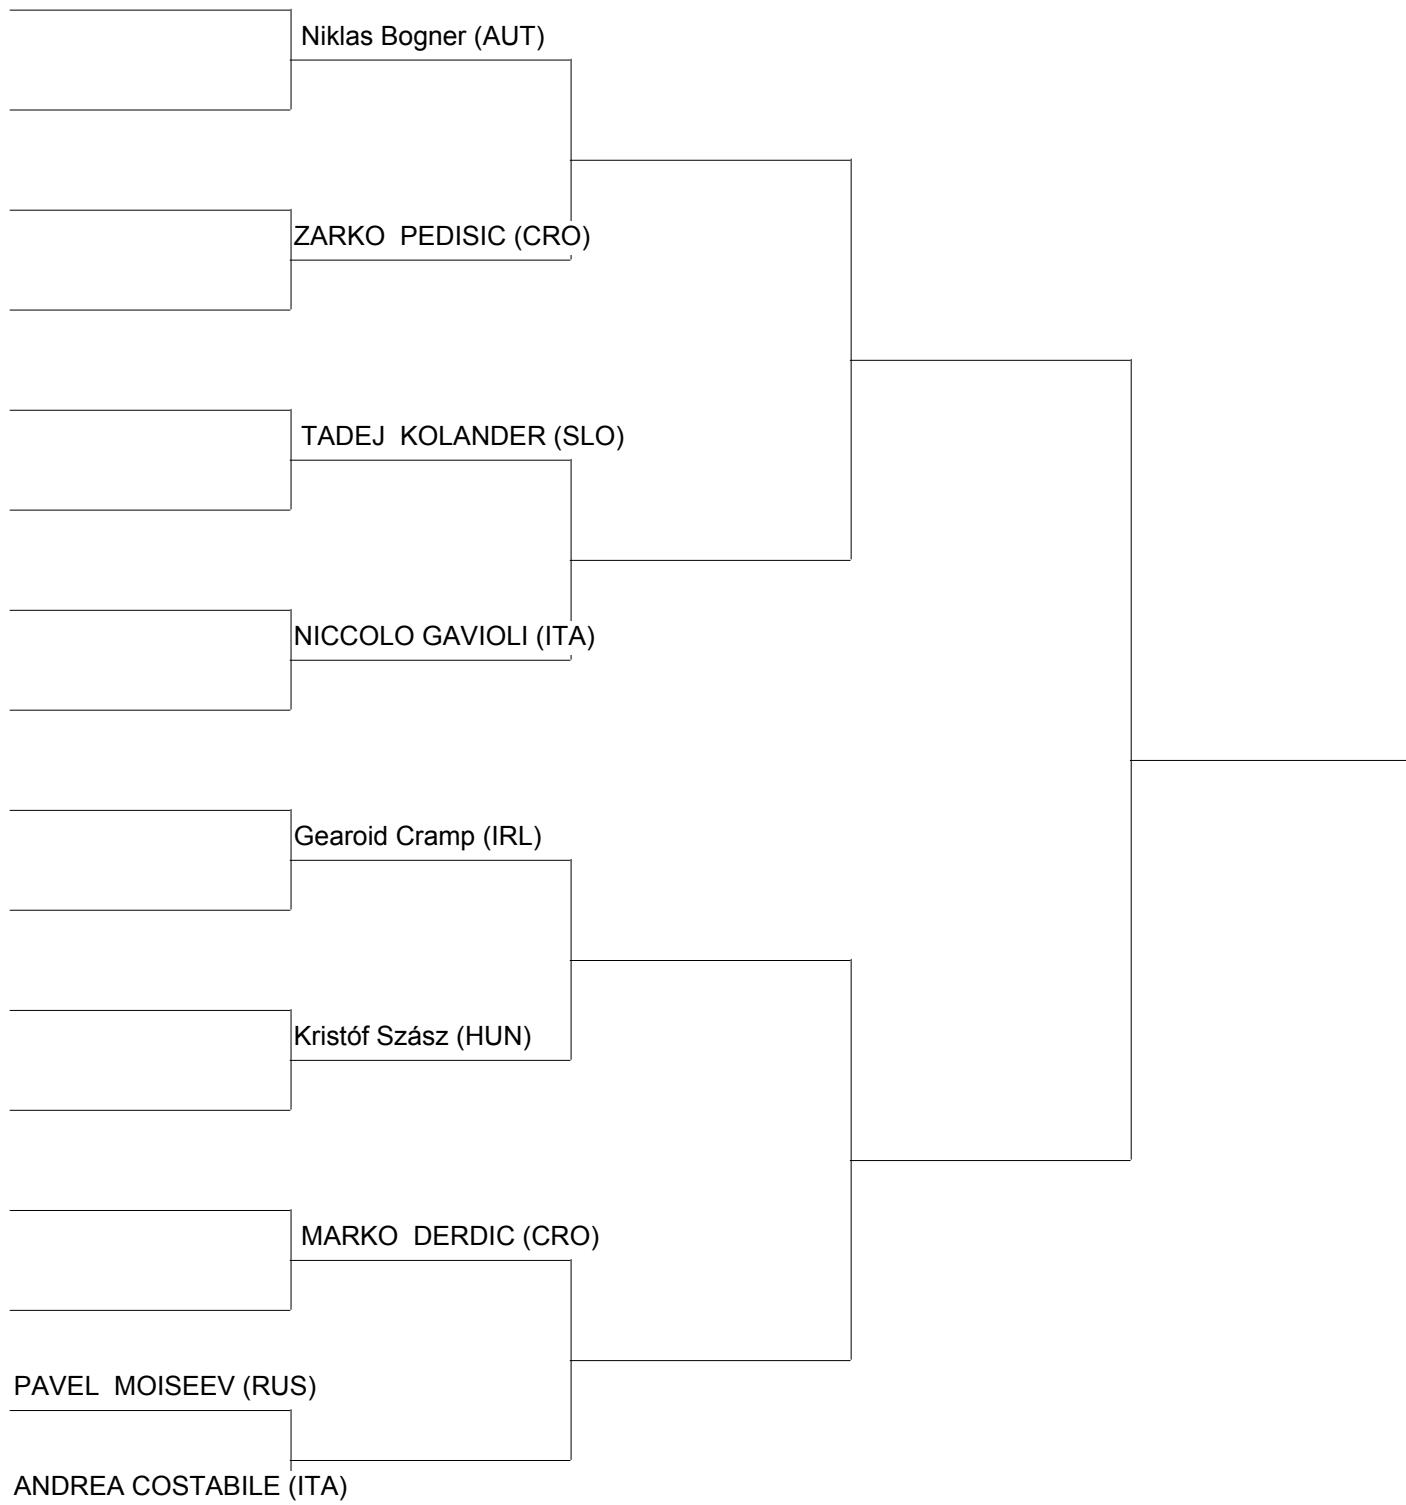 Niklas Bogner (AUT)
ZARKO  PEDISIC (CRO)
TADEJ  KOLANDER (SLO)
NICCOLO GAVIOLI (ITA)
Gearoid Cramp (IRL)
Kristóf Szász (HUN)
MARKO  DERDIC (CRO)
PAVEL  MOISEEV (RUS)
ANDREA COSTABILE (ITA)